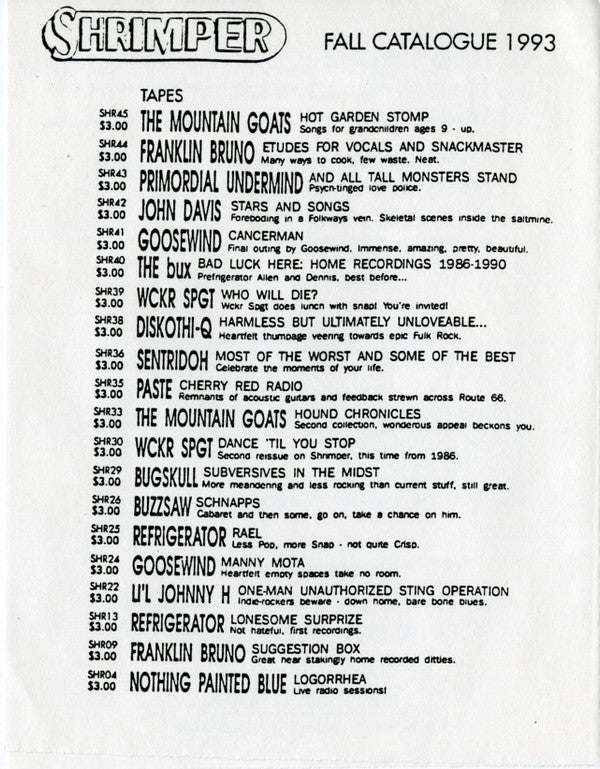 SHRIMPER
FALL CATALOGUE 1993
TAPES
SHR45 THE MOUNTAIN GOATS HOT GARDEN STOMP
$3.00 Songs for grandchildren ages 9 - up.
SHR44 FRANKLIN BRUNO ETUDES FOR VOCALS AND SNACKMASTER
$3.00 Many ways to cook, few waste. Neat.
SHR43 PRIMORDIAL UNDERMIND AND ALL TALL MONSTERS STAND
$3.00 Psych-tinged love police.
SHR42 JOHN DAVIS STARS AND SONGS
$3.00 Foreboding in a Folkways vein. Skeletal scenes inside the saltmine.
SHR41 GOOSEWIND CANCERMAN
$3.00 Final outing by Goosewind. Immense, amazing, pretty, beautiful.
SHR40 THE bux BAD LUCK HERE: HOME RECORDINGS 1986-1990
$3.00 Prefrigerator Allen and Dennis, best before...
SHR39 WCKR SPGT WHO WILL DIE?
$3.00 Wckr Spgt does lunch with snap! You're invited!
SHR38 DISKOTHI-Q HARMLESS BUT ULTIMATELY UNLOVEABLE...
$3.00 Heartfelt thumpage veering towards epic Fulk Rock.
SHR36 SENTRIDOH MOST OF THE WORST AND SOME OF THE BEST
$3.00 Celebrate the moments of your life.
SHR35 PASTE CHERRY RED RADIO
$3.00 Remnants of acoustic guitars and feedback strewn across Route 66.
SHR33 THE MOUNTAIN GOATS HOUND CHRONICLES
$3.00 Second collection, wonderous appeal beckons you.
SHR30 WCKR SPGT DANCE 'TIL YOU STOP
$3.00 Second reissue on Shrimper, this time from 1986.
SHR29 BUGSKULL SUBVERSIVES IN THE MIDST
$3.00 More meandering and less rocking than current stuff, still great.
SHR26 BUZZSAW SCHNAPPS
$3.00 Cabaret and then some, go on, take a chance on him.
SHR25 REFRIGERATOR RAEL
$3.00 Less Pop, more Snap - not quite Crisp.
SHR24 GOOSEWIND MANNY MOTA
$3.00 Heartfelt empty spaces take no room.
SHR22 LI'L JOHNNY H ONE-MAN UNAUTHORIZED STING OPERATION
$3.00 Indie-rockers beware - down home, bare bone blues.
SHR13 REFRIGERATOR LONESOME SURPRIZE
$3.00 Not hateful, first recordings.
SHR09 FRANKLIN BRUNO SUGGESTION BOX
$3.00 Great hear stakingly home recorded ditties.
SHR04 NOTHING PAINTED BLUE LOGORRHEA
$3.00 Live radio sessions!